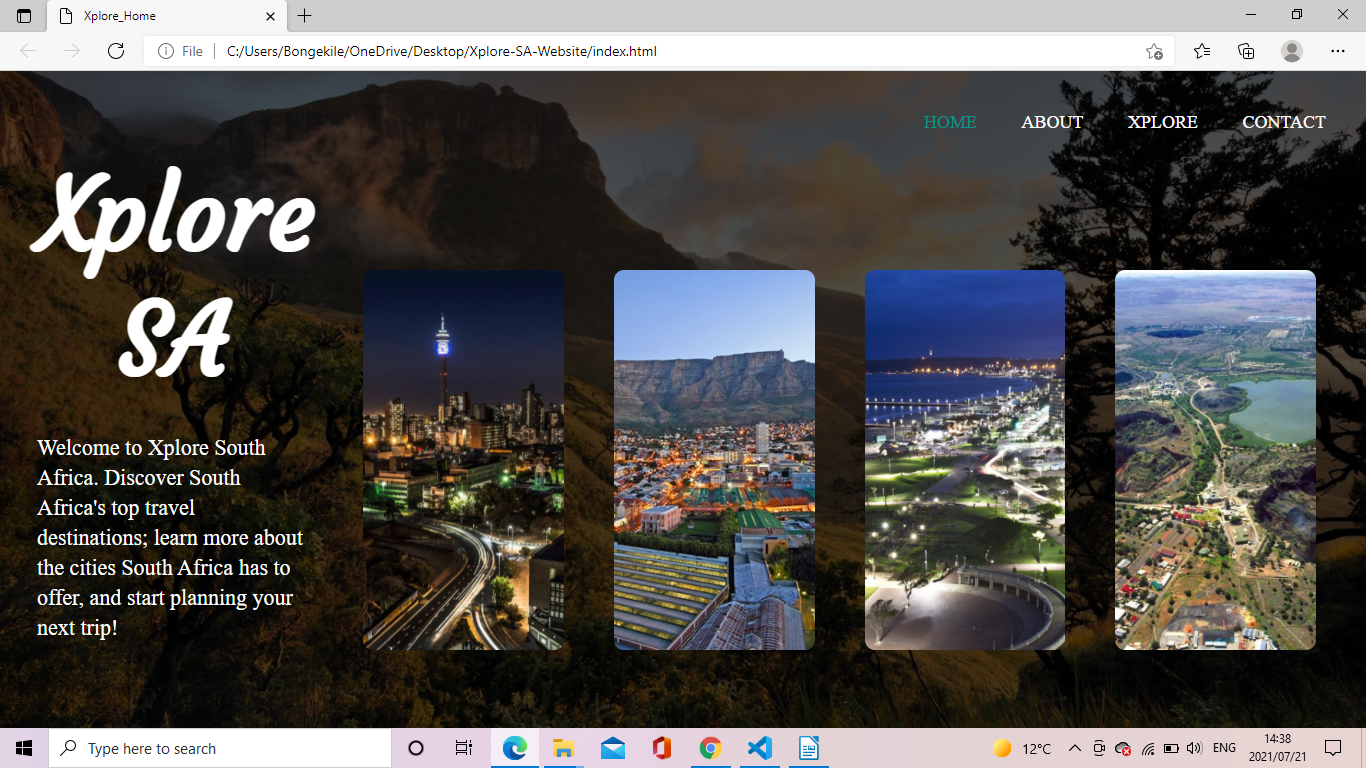 Xplore_Home
File
C:/Users/Bongekile/OneDrive/Desktop/Xplore-SA-Website/index.html
HOME ABOUT XPLORE CONTACT
Xplore
SA
Welcome to Xplore South
Africa. Discover South
Africa's top travel
destinations; learn more about
the cities South Africa has to
offer, and start planning your
next trip!
Type here to search
12°C
ENG
14:38
2021/07/21